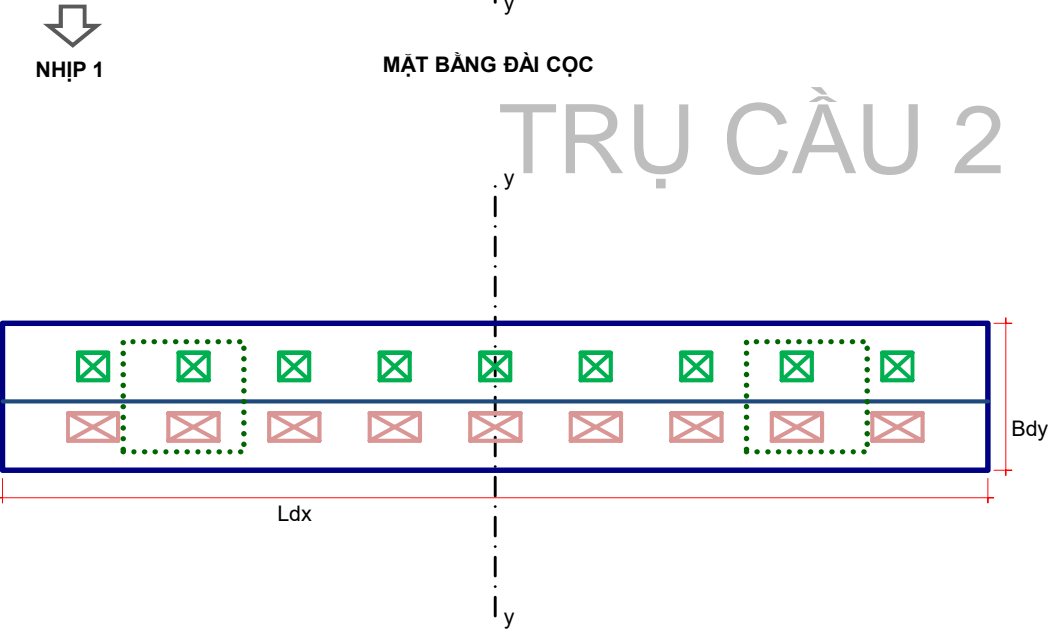 y
NHỊP 1
MẶT BẰNG ĐÀI CỌC
TRỤ CẦU 2
y
Bdy
Ldx
y